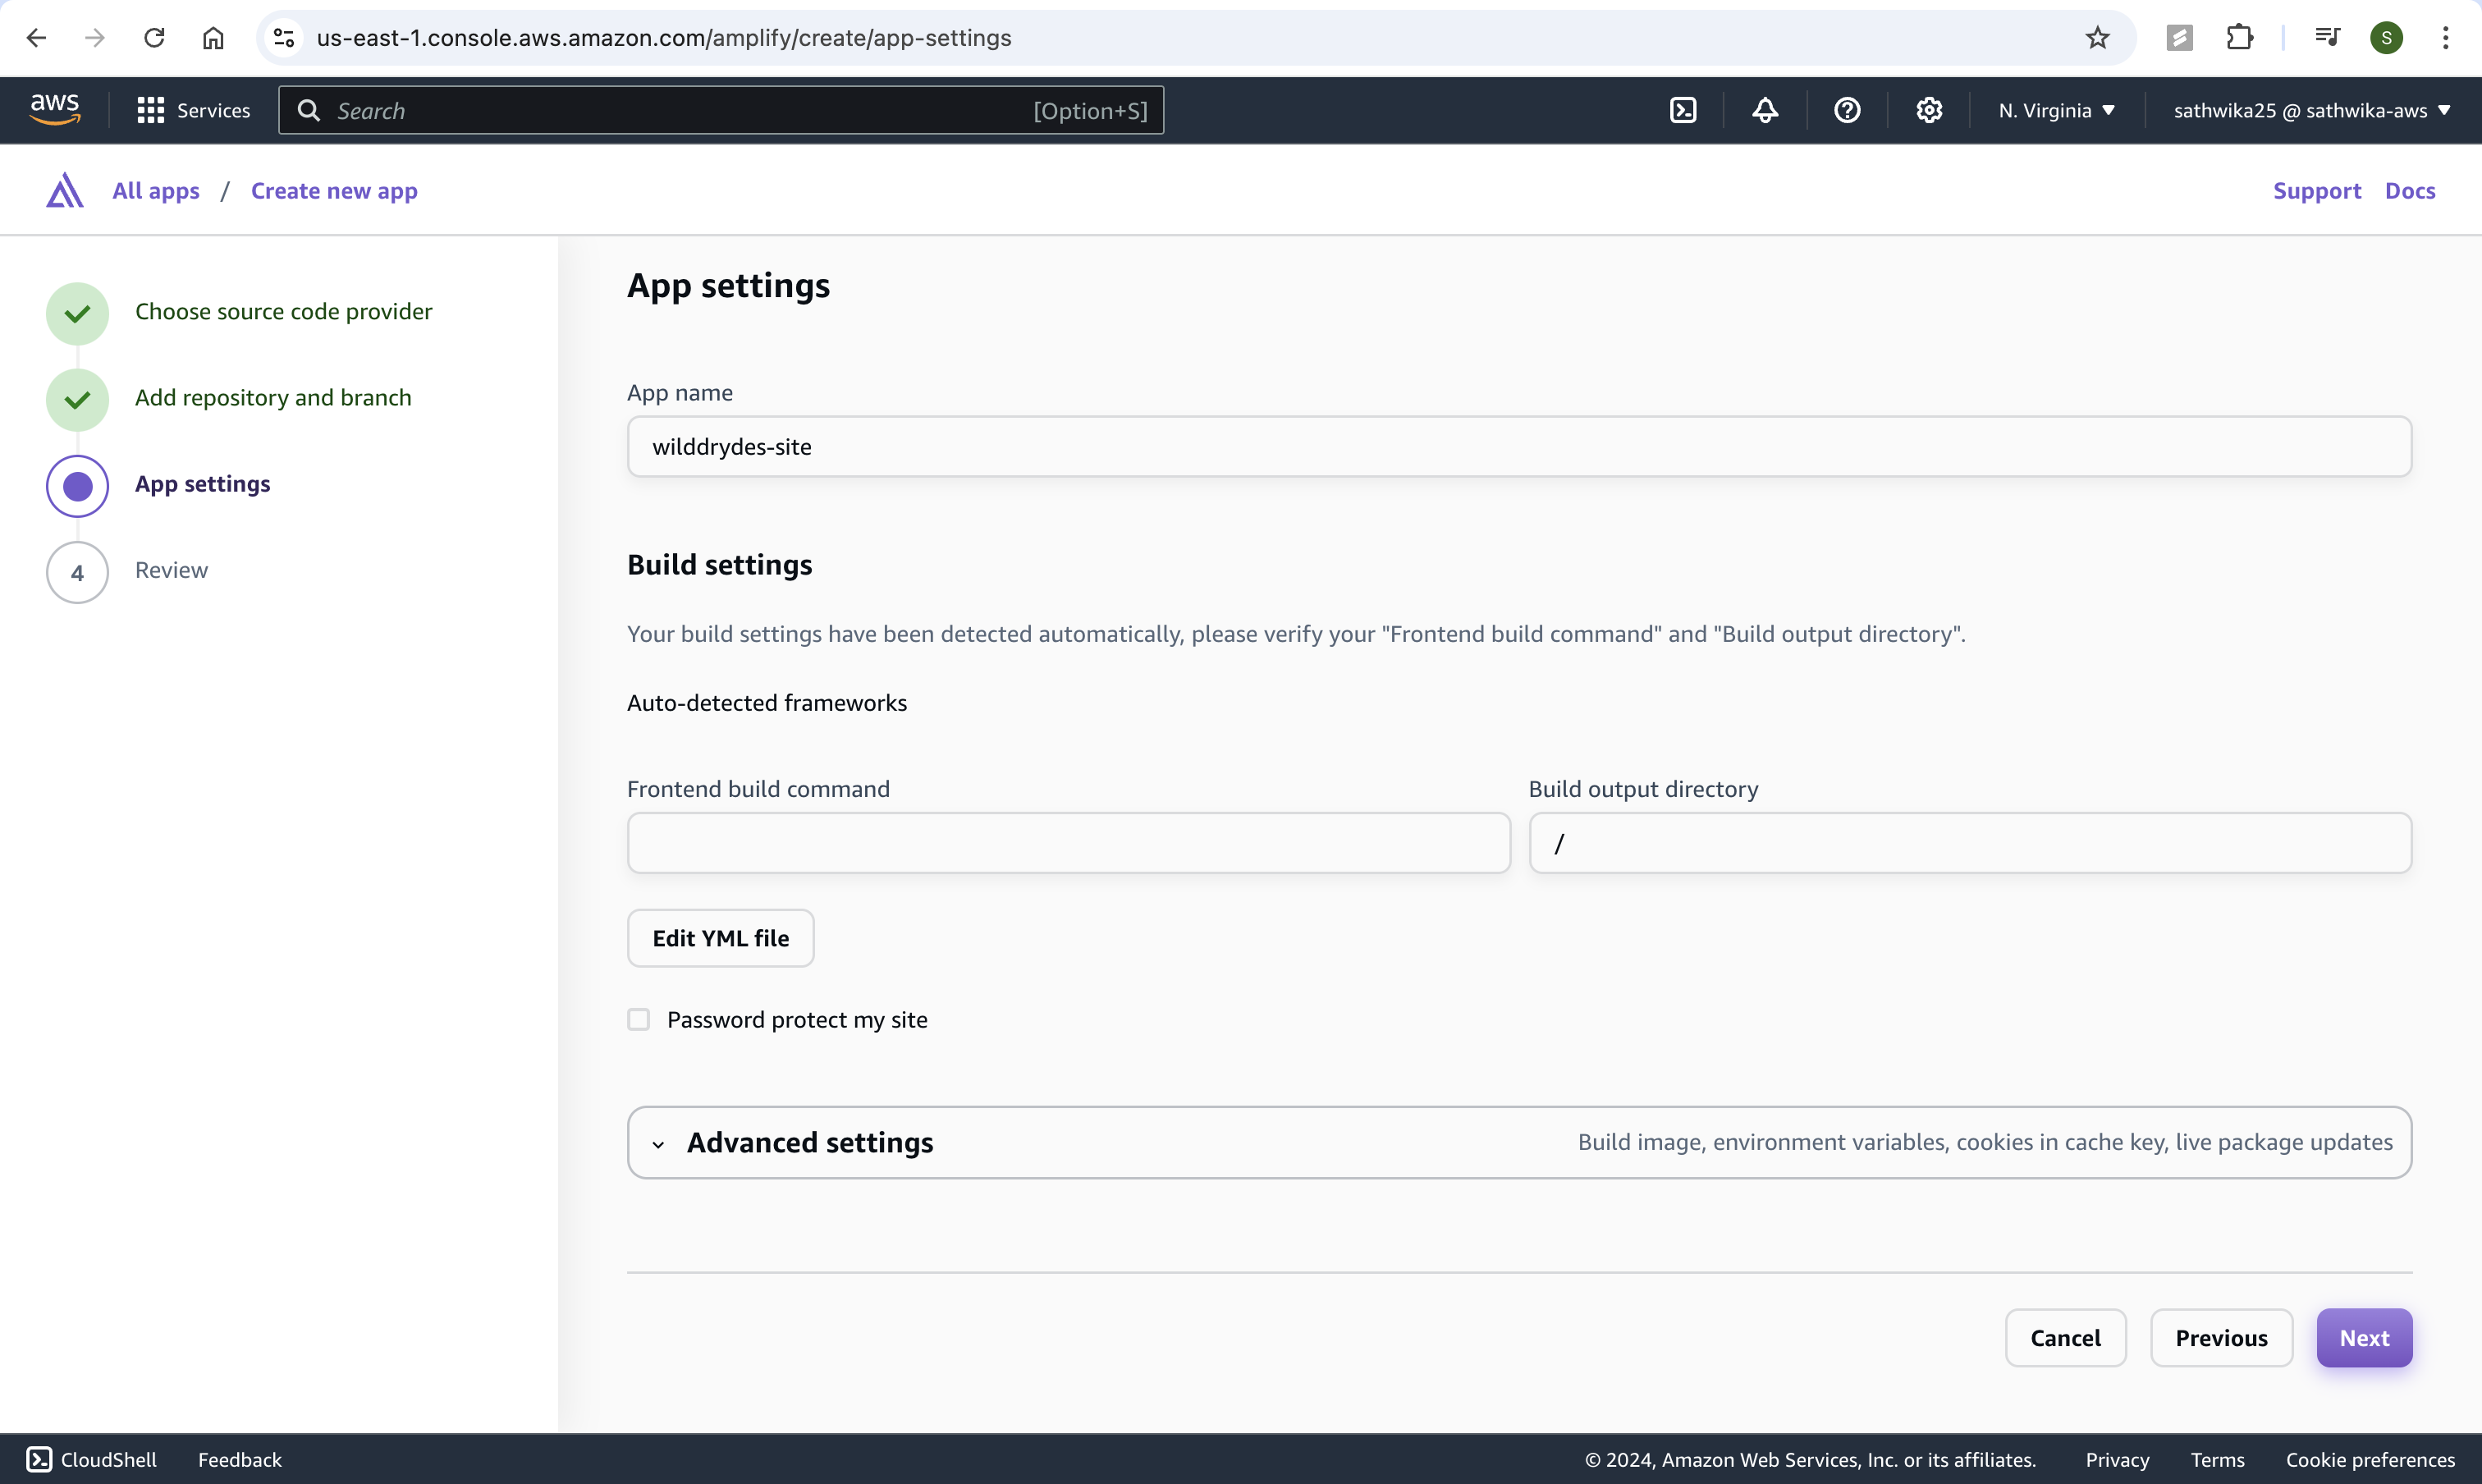 us-east-1.console.aws.amazon.com/amplify/create/app-settings
S
aws
Services
Search
[Option+S]
N. Virginia
sathwika25 @ sathwika-aws
All apps / Create new app
Support
Docs
Choose source code provider
Add repository and branch
App settings
4
Review
App settings
App name
wilddrydes-site
Build settings
Your build settings have been detected automatically, please verify your "Frontend build command" and "Build output directory".
Auto-detected frameworks
Frontend build command
Build output directory
/
Edit YML file
Password protect my site
Advanced settings
Build image, environment variables, cookies in cache key, live package updates
Cancel
Previous
Next
CloudShell
Feedback
© 2024, Amazon Web Services, Inc. or its affiliates.
Privacy
Terms
Cookie preferences